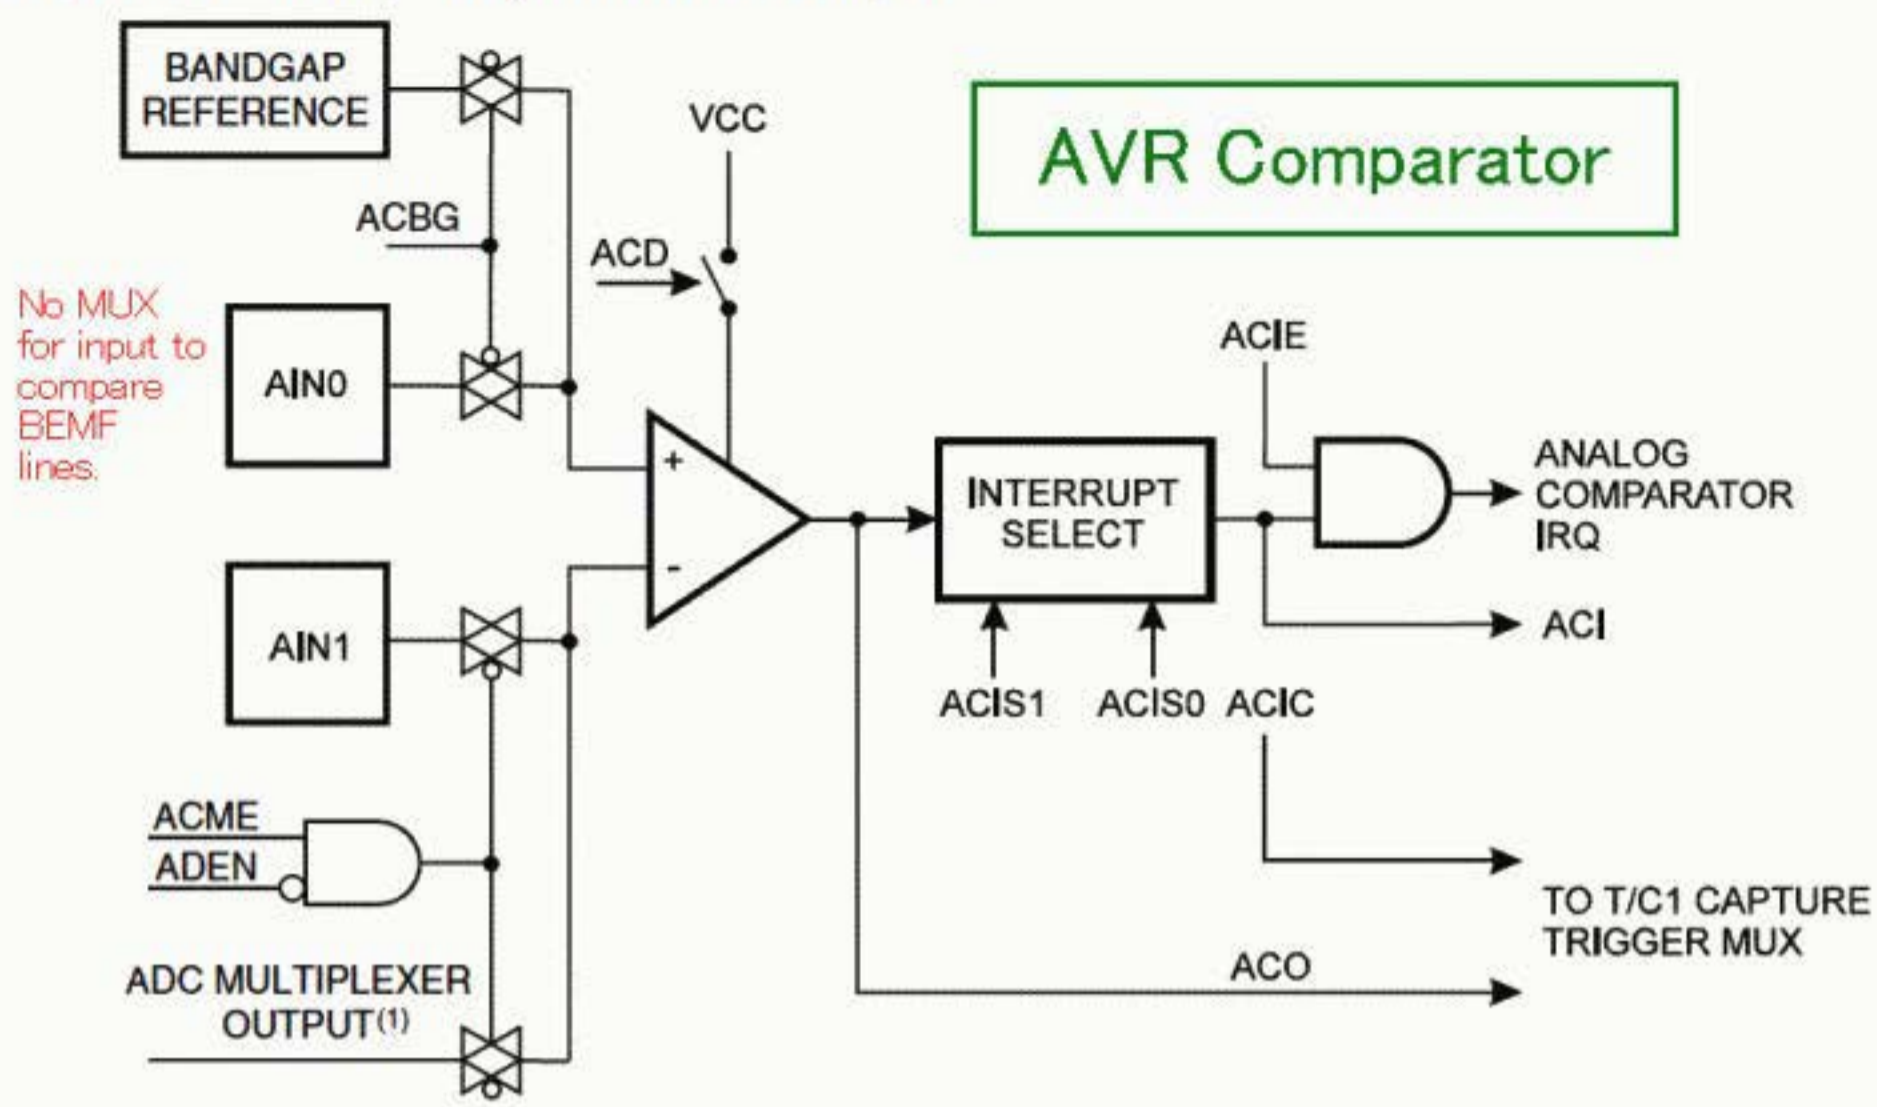 BANDGAP
REFERENCE
VCC
AVR Comparator
ACBG
ACD
No MUX
for input to
compare
BEMF
lines.
AIN0
ACIE
+
INTERRUPT
SELECT
ANALOG
COMPARATOR
IRQ
-
AIN1
ACI
ACIS1
ACIS0
ACIC
ACME
ADEN
TO T/C1 CAPTURE
TRIGGER MUX
ADC MULTIPLEXER
OUTPUT(1)
ACO